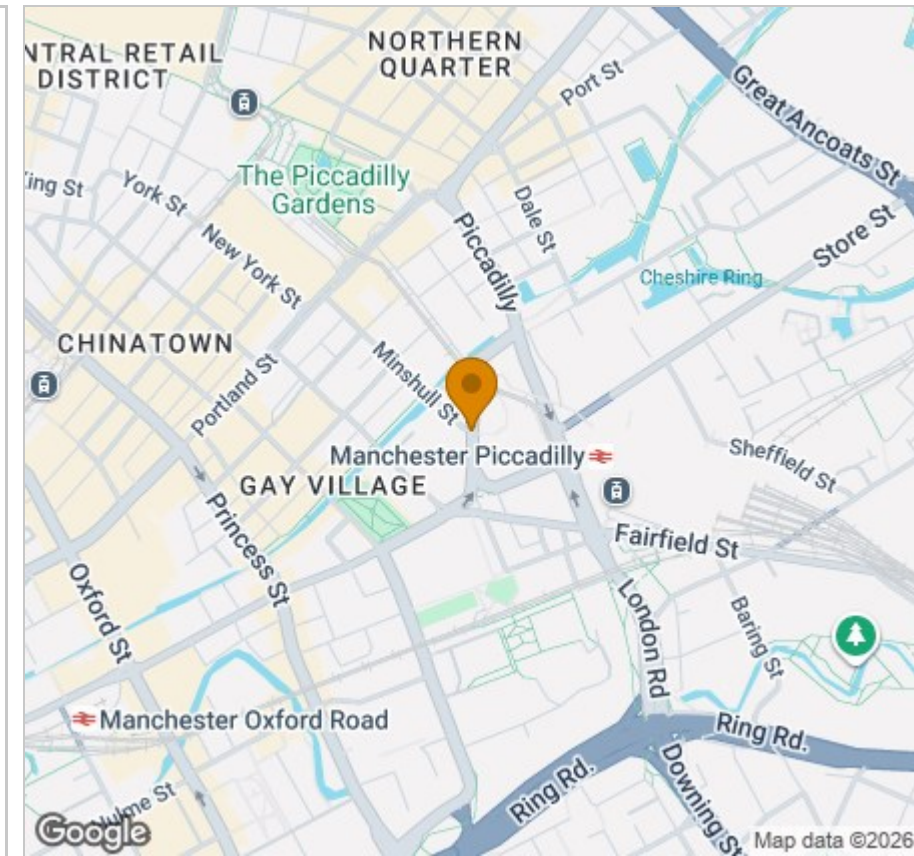 NTRAL RETAIL
DISTRICT
NORTHERN
QUARTER
Port St
Great Ancoats St
The Piccadilly
Gardens
King St
York St
New York St
Dale St
Piccadilly
Store St
Cheshire Ring
CHINATOWN
Portland St
Minshull St
Manchester Piccadilly
Sheffield St
GAY VILLAGE
Princess St
Fairfield St
Oxford St
London Rd
Baring St
Manchester Oxford Road
Ring Rd.
Ring Rd.
Downing St
Hulme St
Google
Map data ©2026